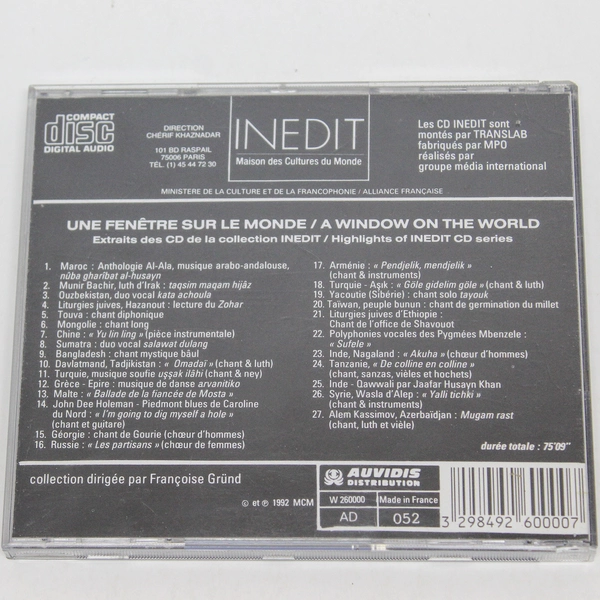 COMPACT
disc
DIGITAL AUDIO
DIRECTION
CHÉRIF KHAZNADAR
101 BD RASPAIL
75006 PARIS
TÉL. (1) 45 44 72 30
INEDIT
Maison des Cultures du Monde
Les CD INEDIT sont
montés par TRANSLAB
fabriqués par MPO
réalisés par
groupe média international
MINISTERE DE LA CULTURE ET DE LA FRANCOPHONIE / ALLIANCE FRANÇAISE
UNE FENÊTRE SUR LE MONDE / A WINDOW ON THE WORLD
Extraits des CD de la collection INEDIT / Highlights of INEDIT CD series
1. Maroc : Anthologie Al-Ala, musique arabo-andalouse,
nûba gharîbat al-husayn
2. Munir Bachir, luth d'Irak : taqsim maqam hijâz
3. Ouzbekistan, duo vocal kata achoula
4. Liturgies juives, Hazanout : lecture du Zohar
5. Touva : chant diphonique
6. Mongolie : chant long
7. Chine : « Yu lin ling » (pièce instrumentale)
8. Sumatra : duo vocal salawat dulang
9. Bangladesh : chant mystique bâul
10. Davlatmand, Tadjikistan : « Omadai » (chant & luth)
11. Turquie, musique soufie uşşak ilâhi (chant & ney)
12. Grèce - Epire : musique de danse arvanitiko
13. Malte : « Ballade de la fiancée de Mosta »
14. John Dee Holeman - Piedmont blues de Caroline
du Nord : « I'm going to dig myself a hole »
(chant et guitare)
15. Géorgie : chant de Gourie (chœur d'hommes)
16. Russie : « Les partisans » (chœur de femmes)
17. Arménie : « Pendjelik, mendjelik »
(chant & instruments)
18. Turquie - Aşık : « Göle gidelim göle » (chant & luth)
19. Yacoutie (Sibérie) : chant solo tayouk
20. Taïwan, peuple bunun : chant de germination du millet
21. Liturgies juives d'Ethiopie :
Chant de l'office de Shavouot
22. Polyphonies vocales des Pygmées Mbenzele :
« Sufele »
23. Inde, Nagaland : « Akuha » (chœur d'hommes)
24. Tanzanie, « De colline en colline »
(chant, sanzas, vièles et hochets)
25. Inde - Qawwali par Jaafar Husayn Khan
26. Syrie, Wasla d'Alep : « Yalli tichki »
(chant & instruments)
27. Alem Kassimov, Azerbaïdjan : Mugam rast
(chant, luth et vièle)
durée totale : 75'09"
collection dirigée par Françoise Gründ
© et ℗ 1992 MCM
AUVIDIS
DISTRIBUTION
W 260000
Made in France
AD
052
3 298492 600007